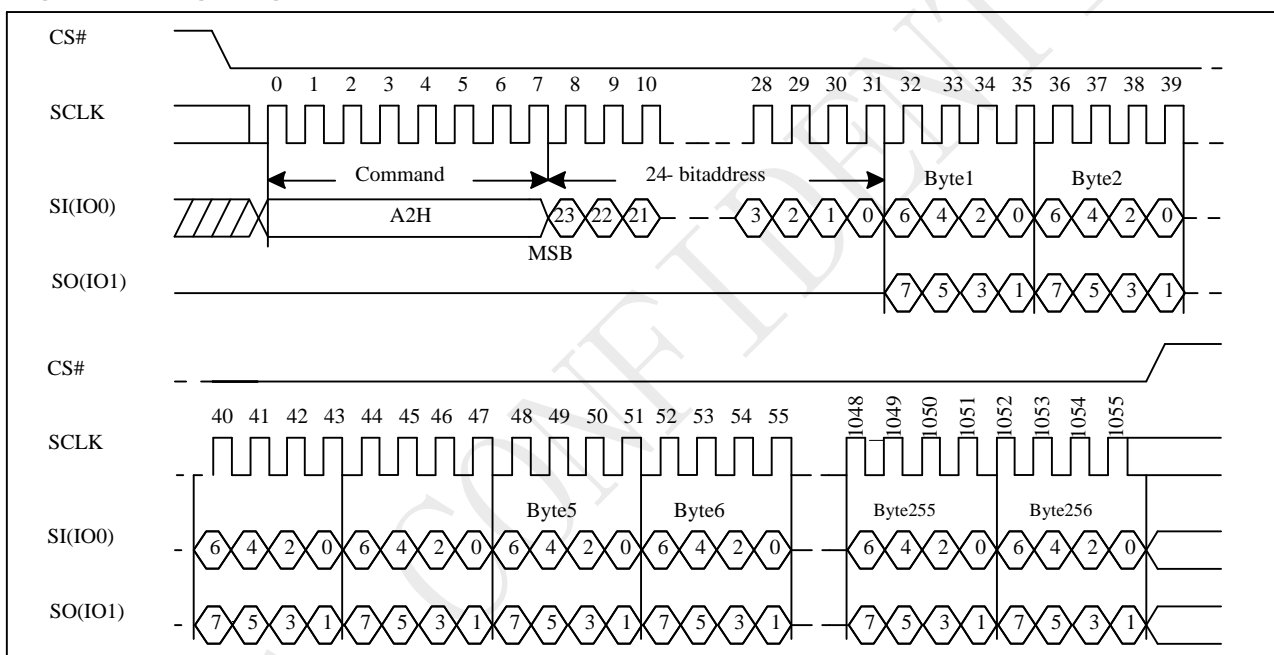 CS#
0 1 2 3 4 5 6 7 8 9 10 28 29 30 31 32 33 34 35 36 37 38 39
SCLK
Command 24- bitaddress Byte1 Byte2
SI(IO0) A2H 23 22 21 3 2 1 0 6 4 2 0 6 4 2 0
MSB
SO(IO1) 7 5 3 1 7 5 3 1
CS#
40 41 42 43 44 45 46 47 48 49 50 51 52 53 54 55 1048 1049 1050 1051 1052 1053 1054 1055
SCLK
Byte5 Byte6 Byte255 Byte256
SI(IO0) 6 4 2 0 6 4 2 0 6 4 2 0 6 4 2 0 6 4 2 0 6 4 2 0
SO(IO1) 7 5 3 1 7 5 3 1 7 5 3 1 7 5 3 1 7 5 3 1 7 5 3 1